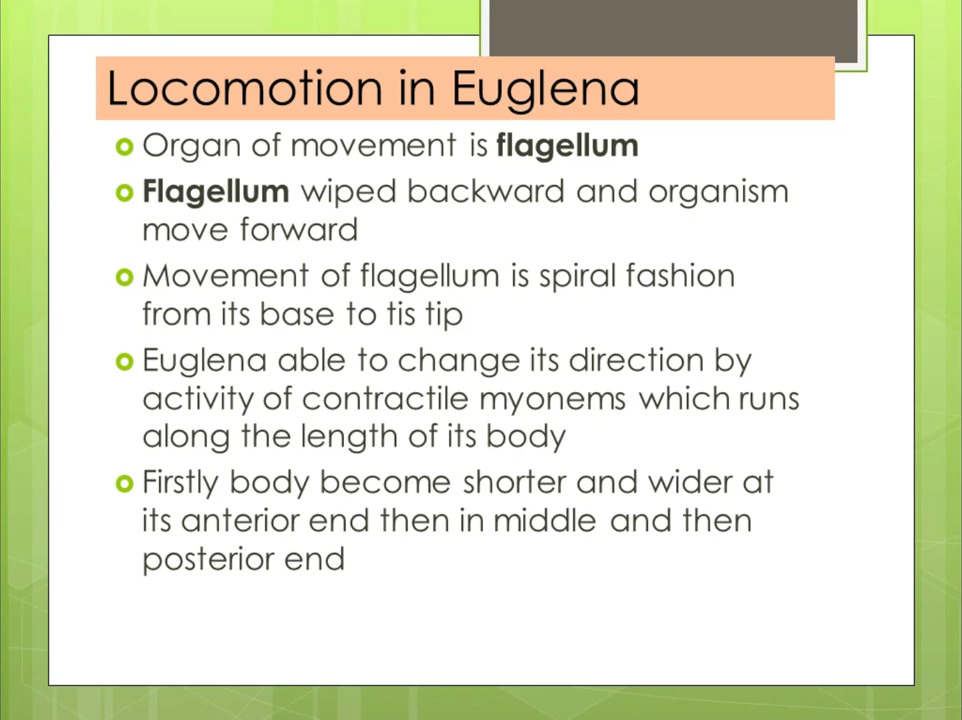 Locomotion in Euglena
Organ of movement is flagellum
Flagellum wiped backward and organism
move forward
Movement of flagellum is spiral fashion
from its base to tis tip
Euglena able to change its direction by
activity of contractile myonems which runs
along the length of its body
Firstly body become shorter and wider at
its anterior end then in middle and then
posterior end